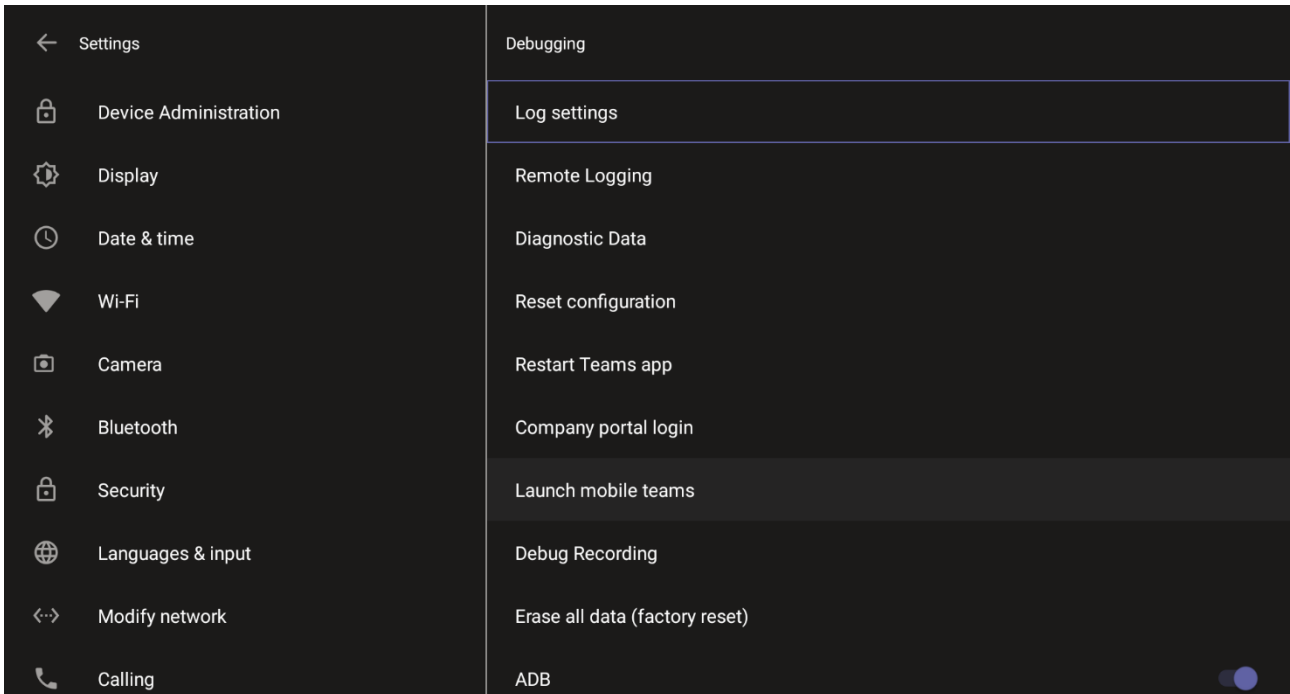 Settings
Device Administration
Display
Date & time
Wi-Fi
Camera
Bluetooth
Security
Languages & input
Modify network
Calling
Debugging
Log settings
Remote Logging
Diagnostic Data
Reset configuration
Restart Teams app
Company portal login
Launch mobile teams
Debug Recording
Erase all data (factory reset)
ADB